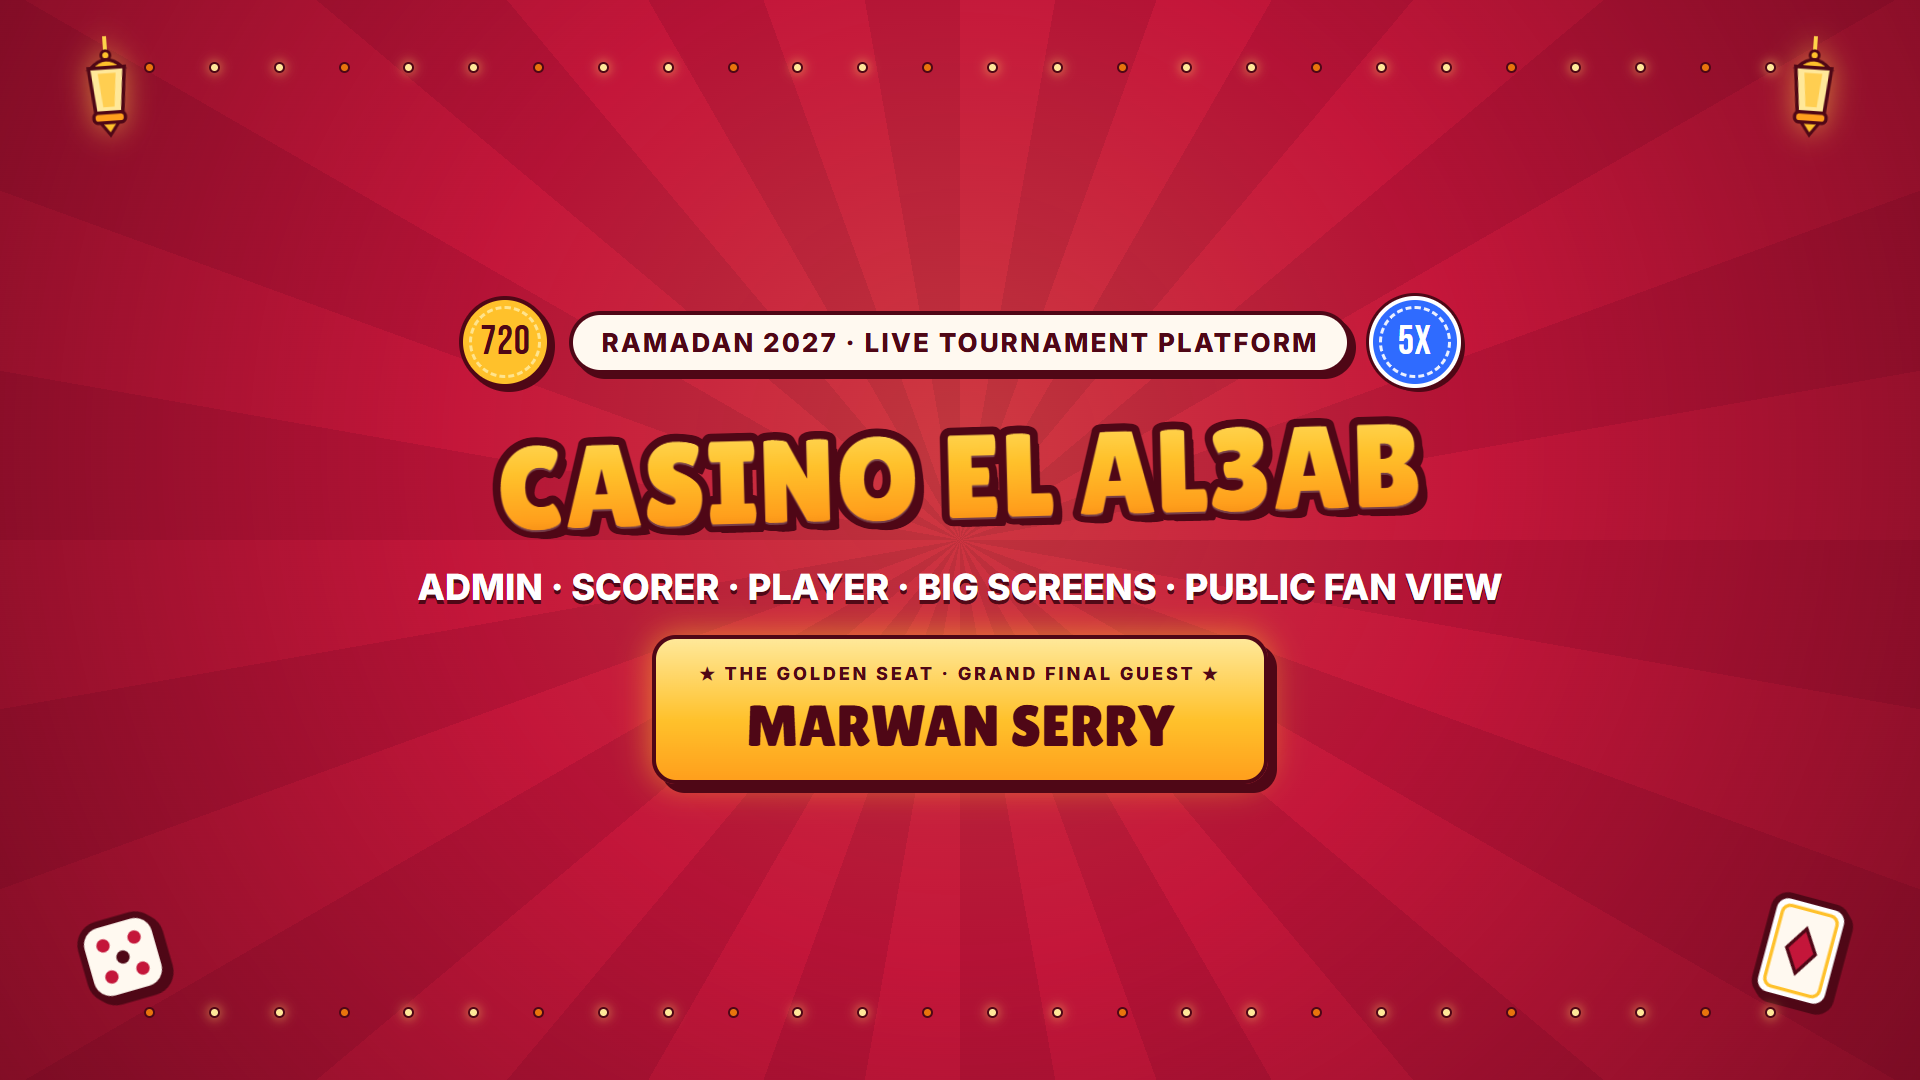 720
RAMADAN 2027 · LIVE TOURNAMENT PLATFORM
5X
CASINO EL AL3AB
ADMIN · SCORER · PLAYER · BIG SCREENS · PUBLIC FAN VIEW
★ THE GOLDEN SEAT · GRAND FINAL GUEST ★
MARWAN SERRY